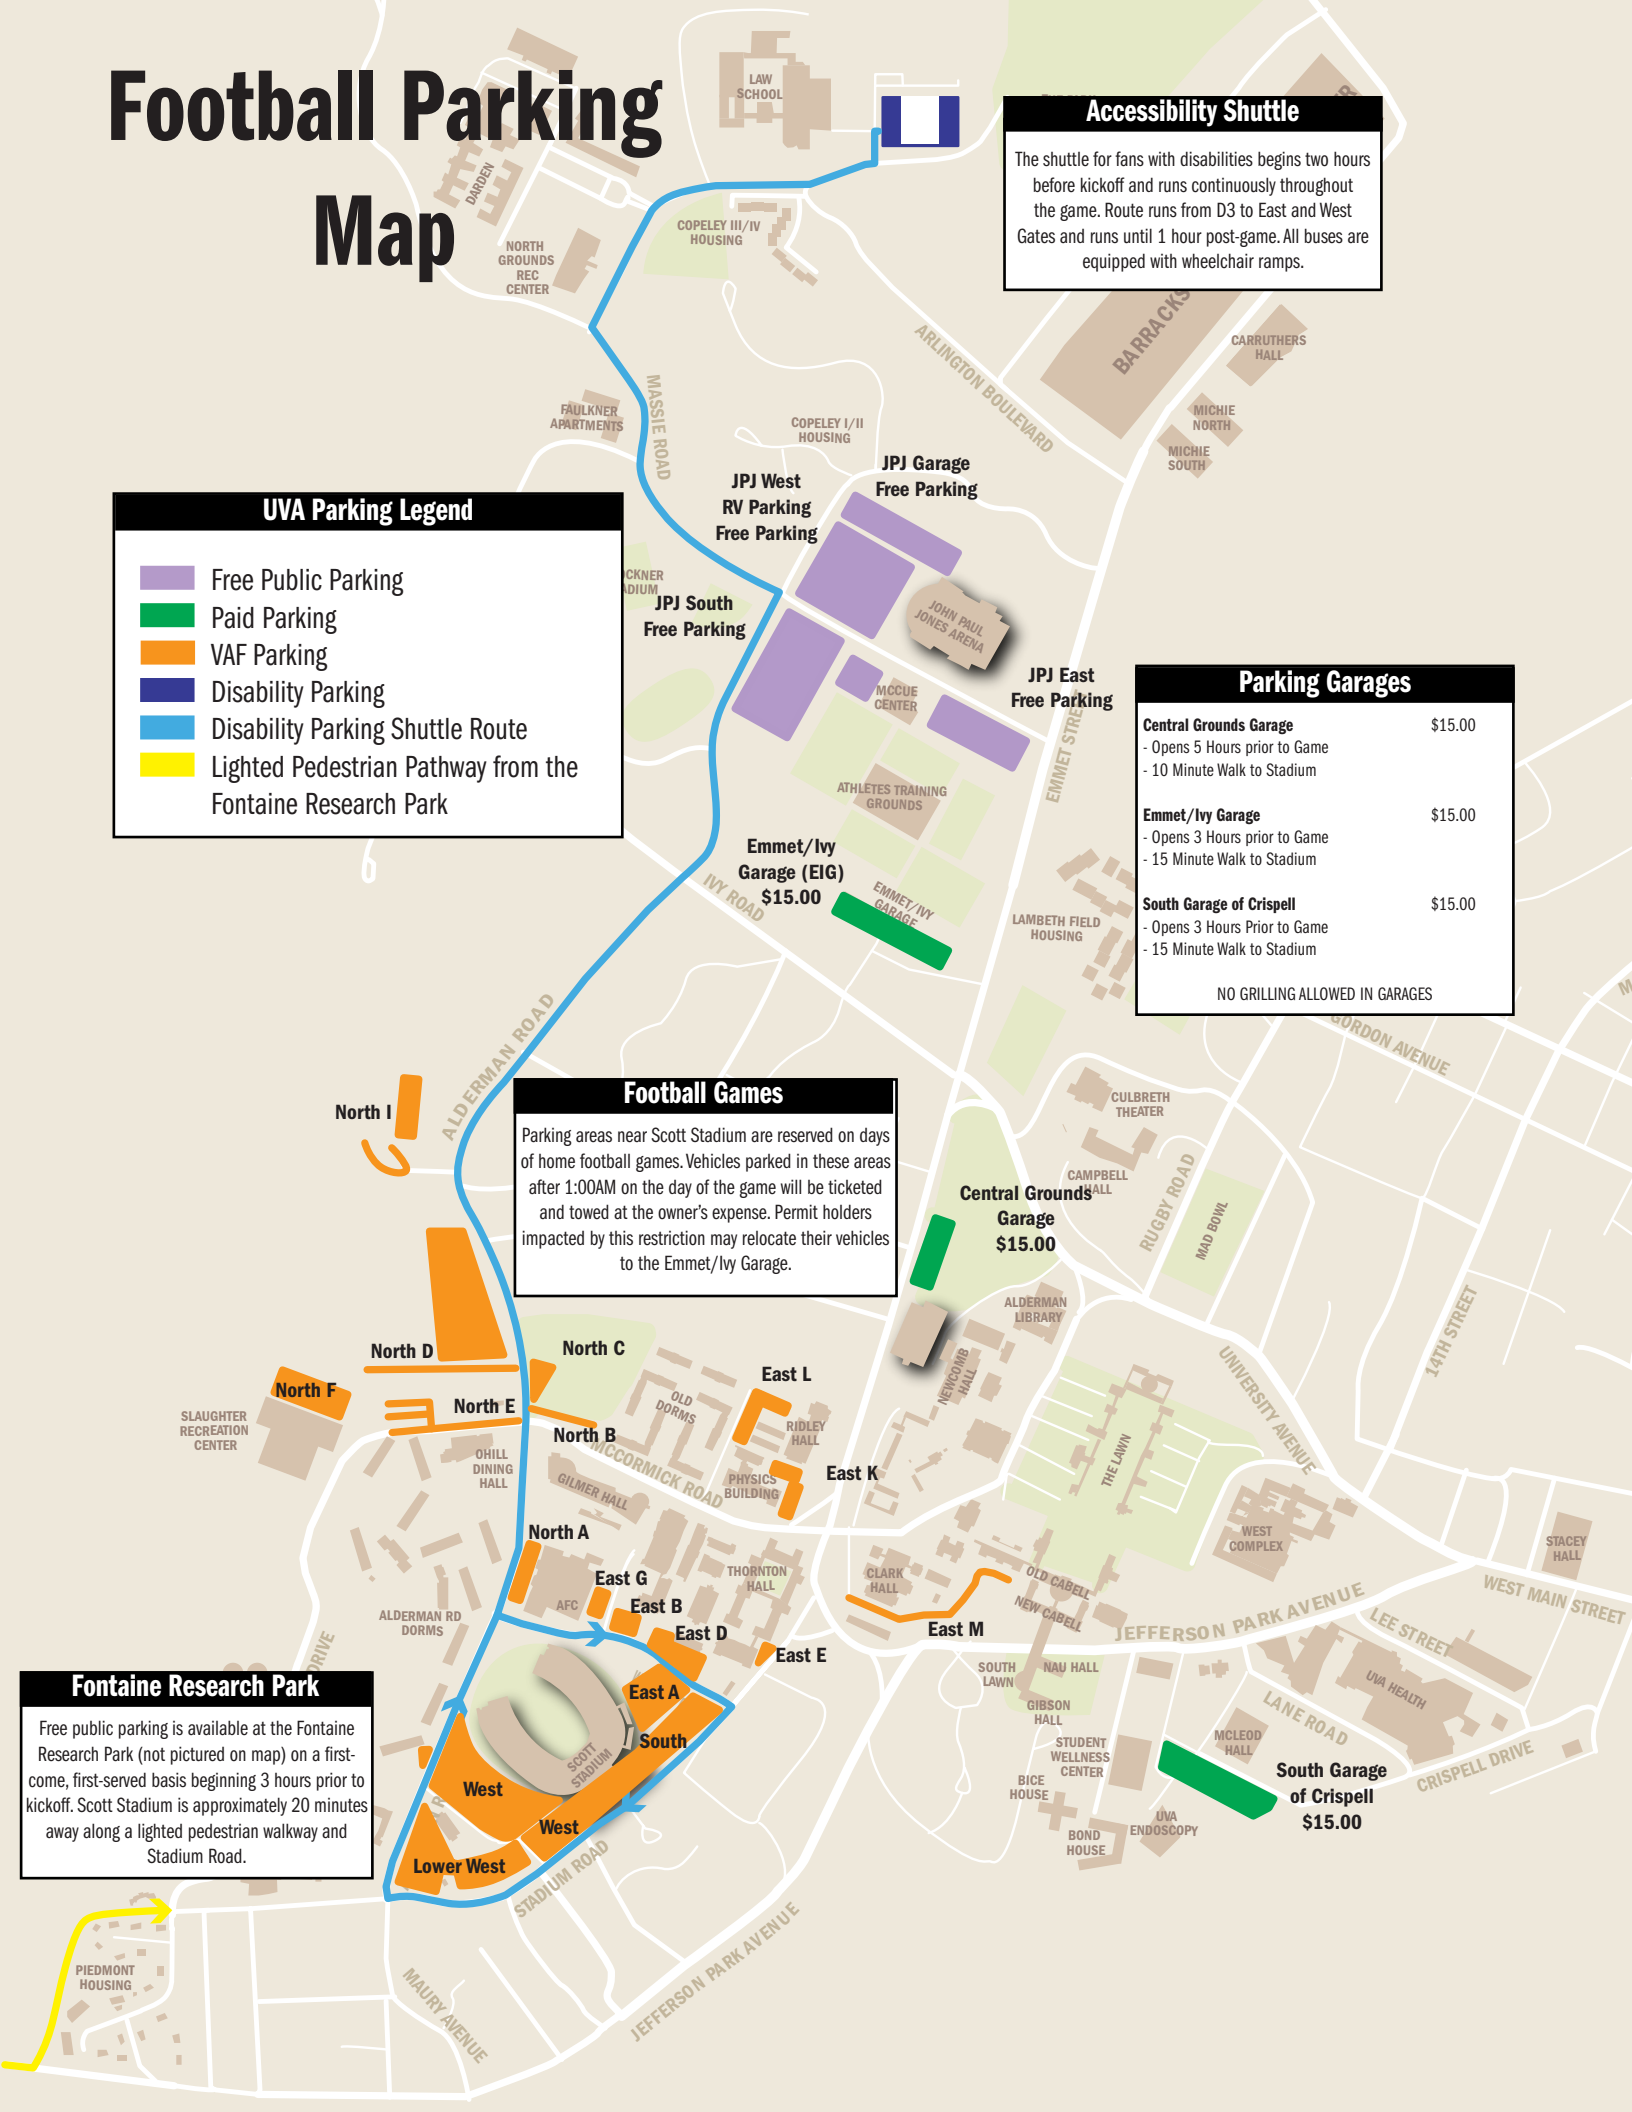 Football Parking
Map
LAW
SCHOOL
DARDEN
NORTH
GROUNDS
REC
CENTER
COPELEY III/IV
HOUSING
Accessibility Shuttle
The shuttle for fans with disabilities begins two hours
before kickoff and runs continuously throughout
the game. Route runs from D3 to East and West
Gates and runs until 1 hour post-game. All buses are
equipped with wheelchair ramps.
BARRACKS
CARRUTHERS
HALL
MICHIE
NORTH
MICHIE
SOUTH
ARLINGTON BOULEVARD
MASSIE ROAD
FAULKNER
APARTMENTS
COPELEY I/II
HOUSING
JPJ Garage
Free Parking
JPJ West
RV Parking
Free Parking
UVA Parking Legend
Free Public Parking
Paid Parking
VAF Parking
Disability Parking
Disability Parking Shuttle Route
Lighted Pedestrian Pathway from the
Fontaine Research Park
JPJ South
Free Parking
JOHN PAUL
JONES ARENA
JPJ East
Free Parking
MCCUE
CENTER
EMMET STREET
ATHLETES TRAINING
GROUNDS
Parking Garages
Central Grounds Garage $15.00
- Opens 5 Hours prior to Game
- 10 Minute Walk to Stadium
Emmet/Ivy Garage $15.00
- Opens 3 Hours prior to Game
- 15 Minute Walk to Stadium
South Garage of Crispell $15.00
- Opens 3 Hours Prior to Game
- 15 Minute Walk to Stadium
NO GRILLING ALLOWED IN GARAGES
Emmet/Ivy
Garage (EIG)
$15.00
EMMET/IVY
GARAGE
IVY ROAD
LAMBETH FIELD
HOUSING
GORDON AVENUE
ALDERMAN ROAD
North I
Football Games
Parking areas near Scott Stadium are reserved on days
of home football games. Vehicles parked in these areas
after 1:00AM on the day of the game will be ticketed
and towed at the owner's expense. Permit holders
impacted by this restriction may relocate their vehicles
to the Emmet/Ivy Garage.
CULBRETH
THEATER
CAMPBELL
HALL
RUGBY ROAD
MAD BOWL
Central Grounds
Garage
$15.00
ALDERMAN
LIBRARY
NEWCOMB
HALL
UNIVERSITY AVENUE
14TH STREET
North D
North C
North F
North E
North B
SLAUGHTER
RECREATION
CENTER
OHILL
DINING
HALL
OLD
DORMS
East L
RIDLEY
HALL
East K
PHYSICS
BUILDING
MCCORMICK ROAD
GILMER HALL
THE LAWN
WEST
COMPLEX
STACEY
HALL
WEST MAIN STREET
North A
East G
AFC
East B
East D
THORNTON
HALL
East E
CLARK
HALL
East M
OLD CABELL
NEW CABELL
JEFFERSON PARK AVENUE
LEE STREET
ALDERMAN RD
DORMS
DRIVE
SOUTH
LAWN
NAU HALL
GIBSON
HALL
UVA HEALTH
LANE ROAD
MCLEOD
HALL
CRISPELL DRIVE
STUDENT
WELLNESS
CENTER
BICE
HOUSE
BOND
HOUSE
UVA
ENDOSCOPY
South Garage
of Crispell
$15.00
East A
South
SCOTT
STADIUM
West
West
Lower West
STADIUM ROAD
Fontaine Research Park
Free public parking is available at the Fontaine
Research Park (not pictured on map) on a first-
come, first-served basis beginning 3 hours prior to
kickoff. Scott Stadium is approximately 20 minutes
away along a lighted pedestrian walkway and
Stadium Road.
PIEDMONT
HOUSING
MAURY AVENUE
JEFFERSON PARK AVENUE